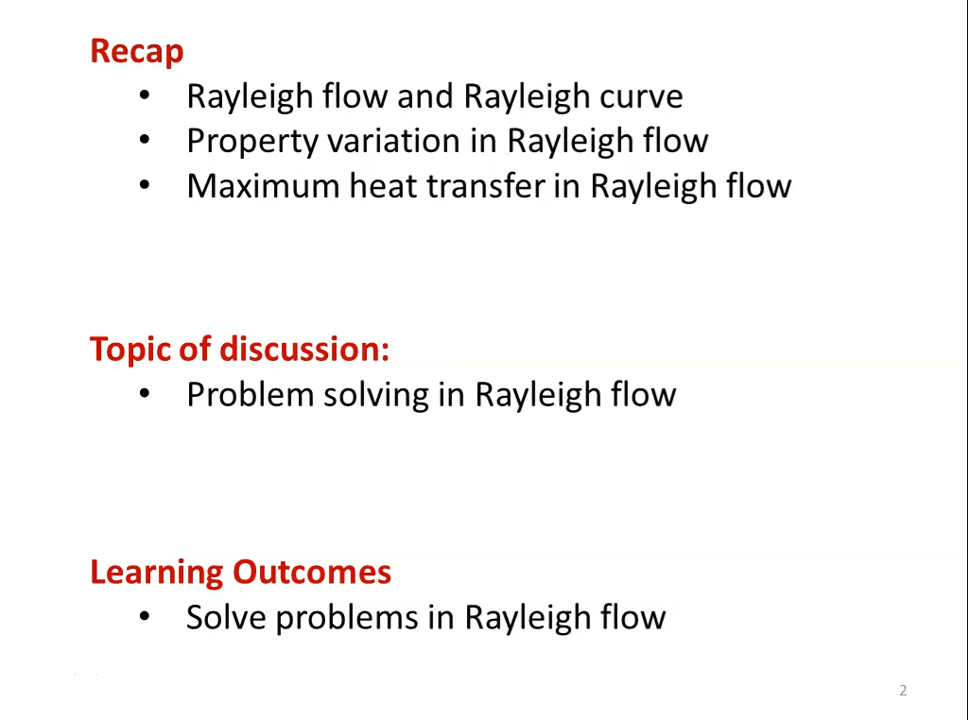 Recap
• Rayleigh flow and Rayleigh curve
• Property variation in Rayleigh flow
• Maximum heat transfer in Rayleigh flow
Topic of discussion:
• Problem solving in Rayleigh flow
Learning Outcomes
• Solve problems in Rayleigh flow
2